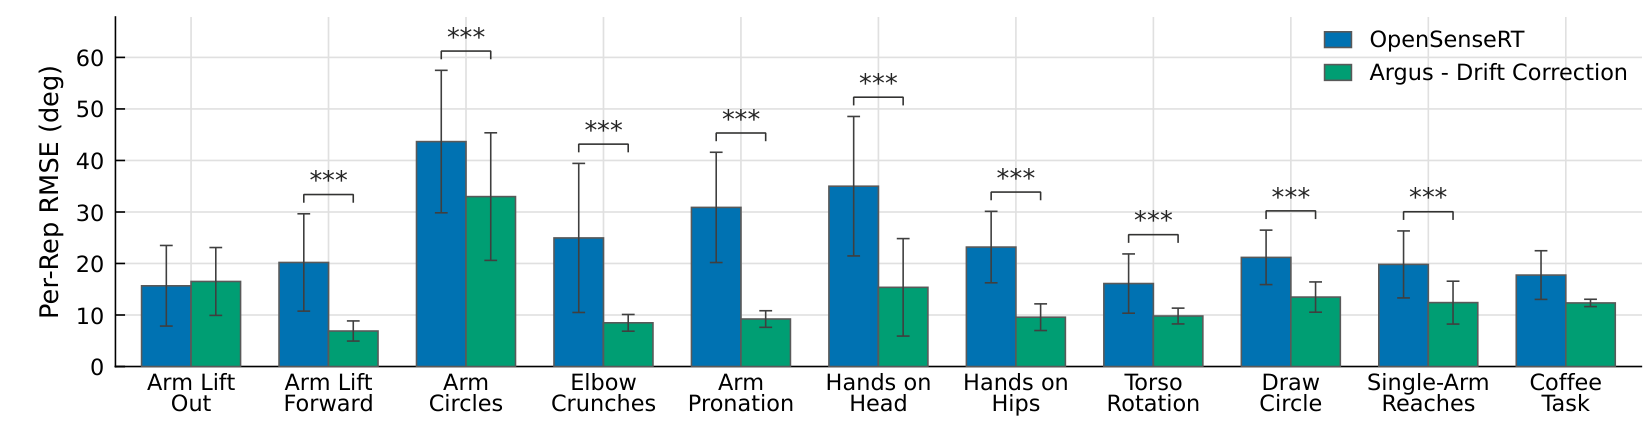 Per-Rep RMSE (deg)
60
50
40
30
20
10
0
***
***
***
***
***
***
***
***
***
OpenSenseRT
Argus - Drift Correction
Arm Lift
Out
Arm Lift
Forward
Arm
Circles
Elbow
Crunches
Arm
Pronation
Hands on
Head
Hands on
Hips
Torso
Rotation
Draw
Circle
Single-Arm
Reaches
Coffee
Task